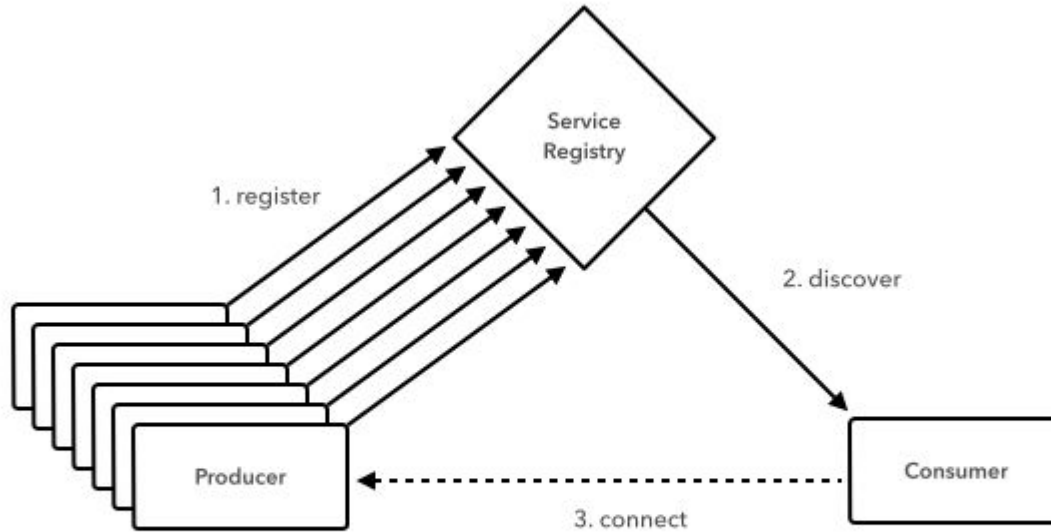 Service
Registry
1. register
2. discover
Producer
Consumer
3. connect